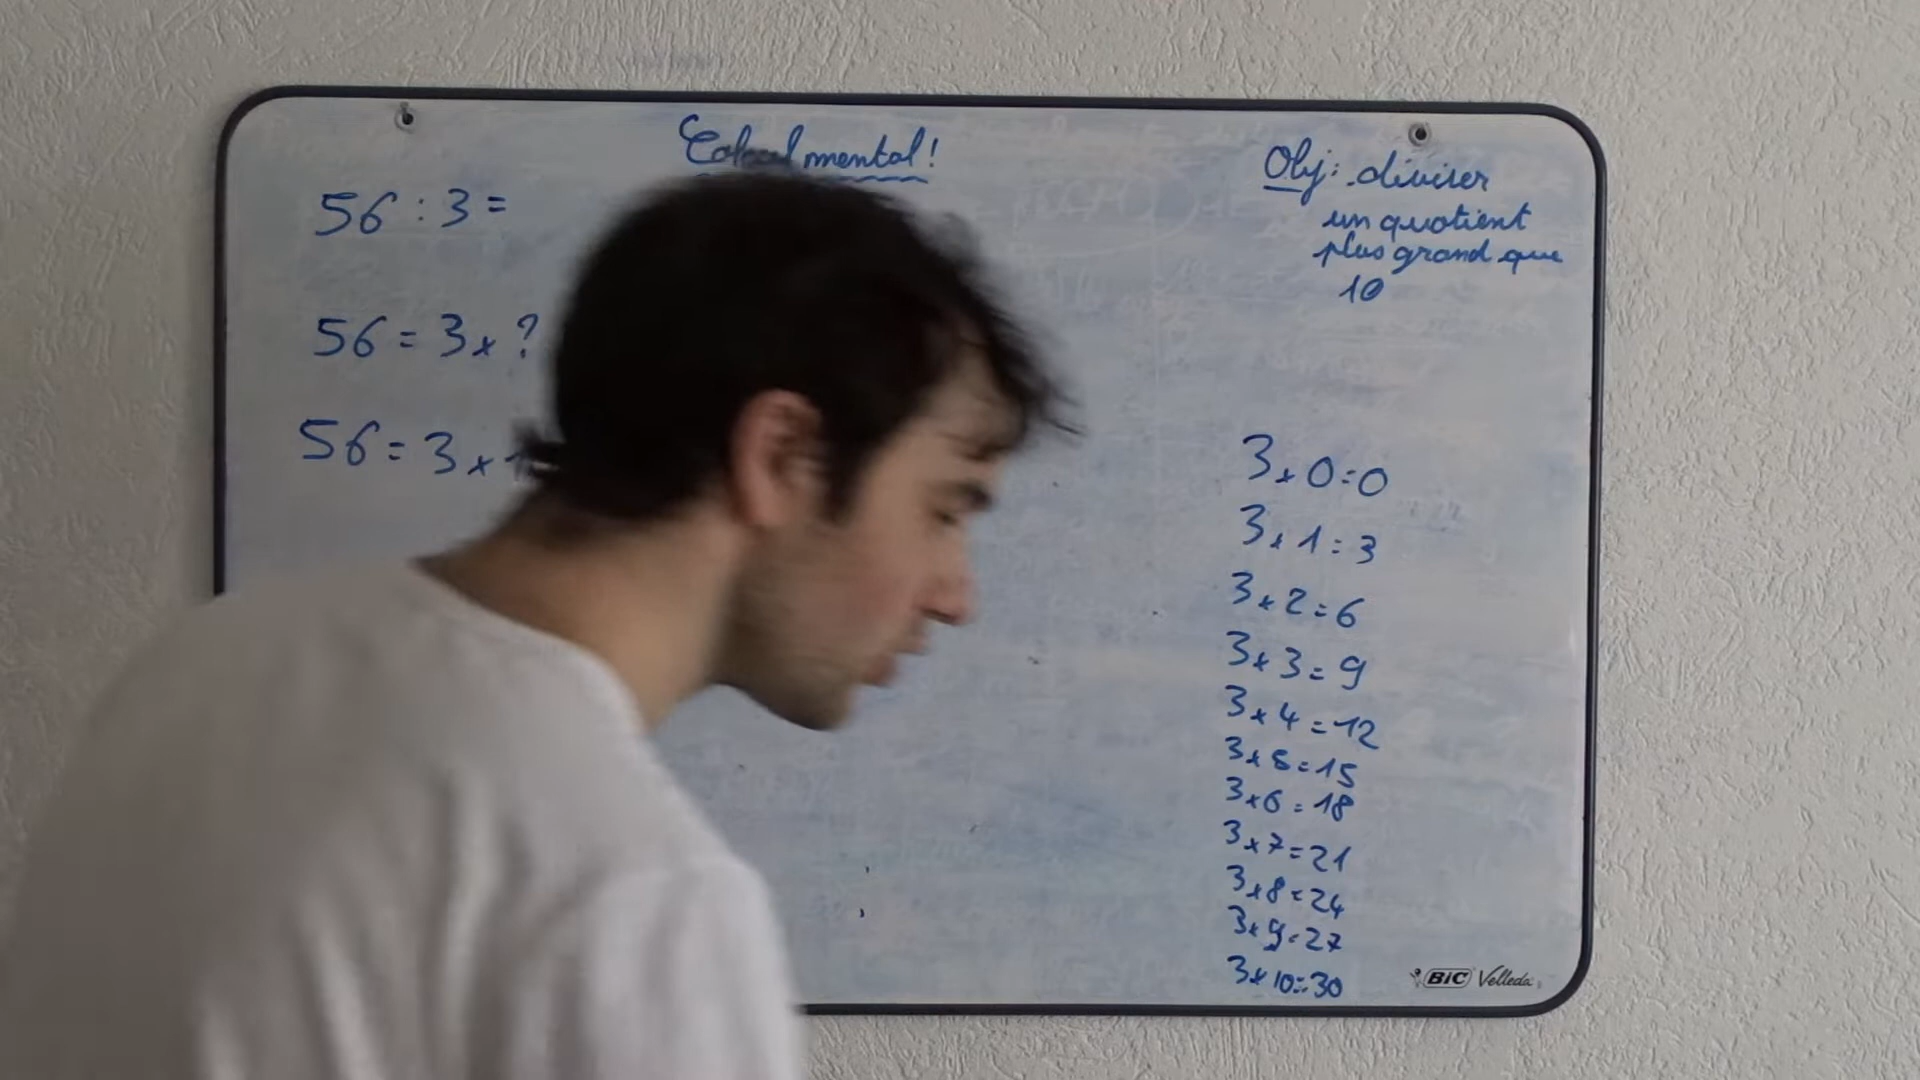 Calcul mental!
Obj: diviser
un quotient
plus grand que
10
56 : 3 =
56 = 3 x ?
56 = 3 x 1
3 x 0 = 0
3 x 1 = 3
3 x 2 = 6
3 x 3 = 9
3 x 4 = 12
3 x 5 = 15
3 x 6 = 18
3 x 7 = 21
3 x 8 = 24
3 x 9 = 27
3 x 10 = 30
BIC Velleda